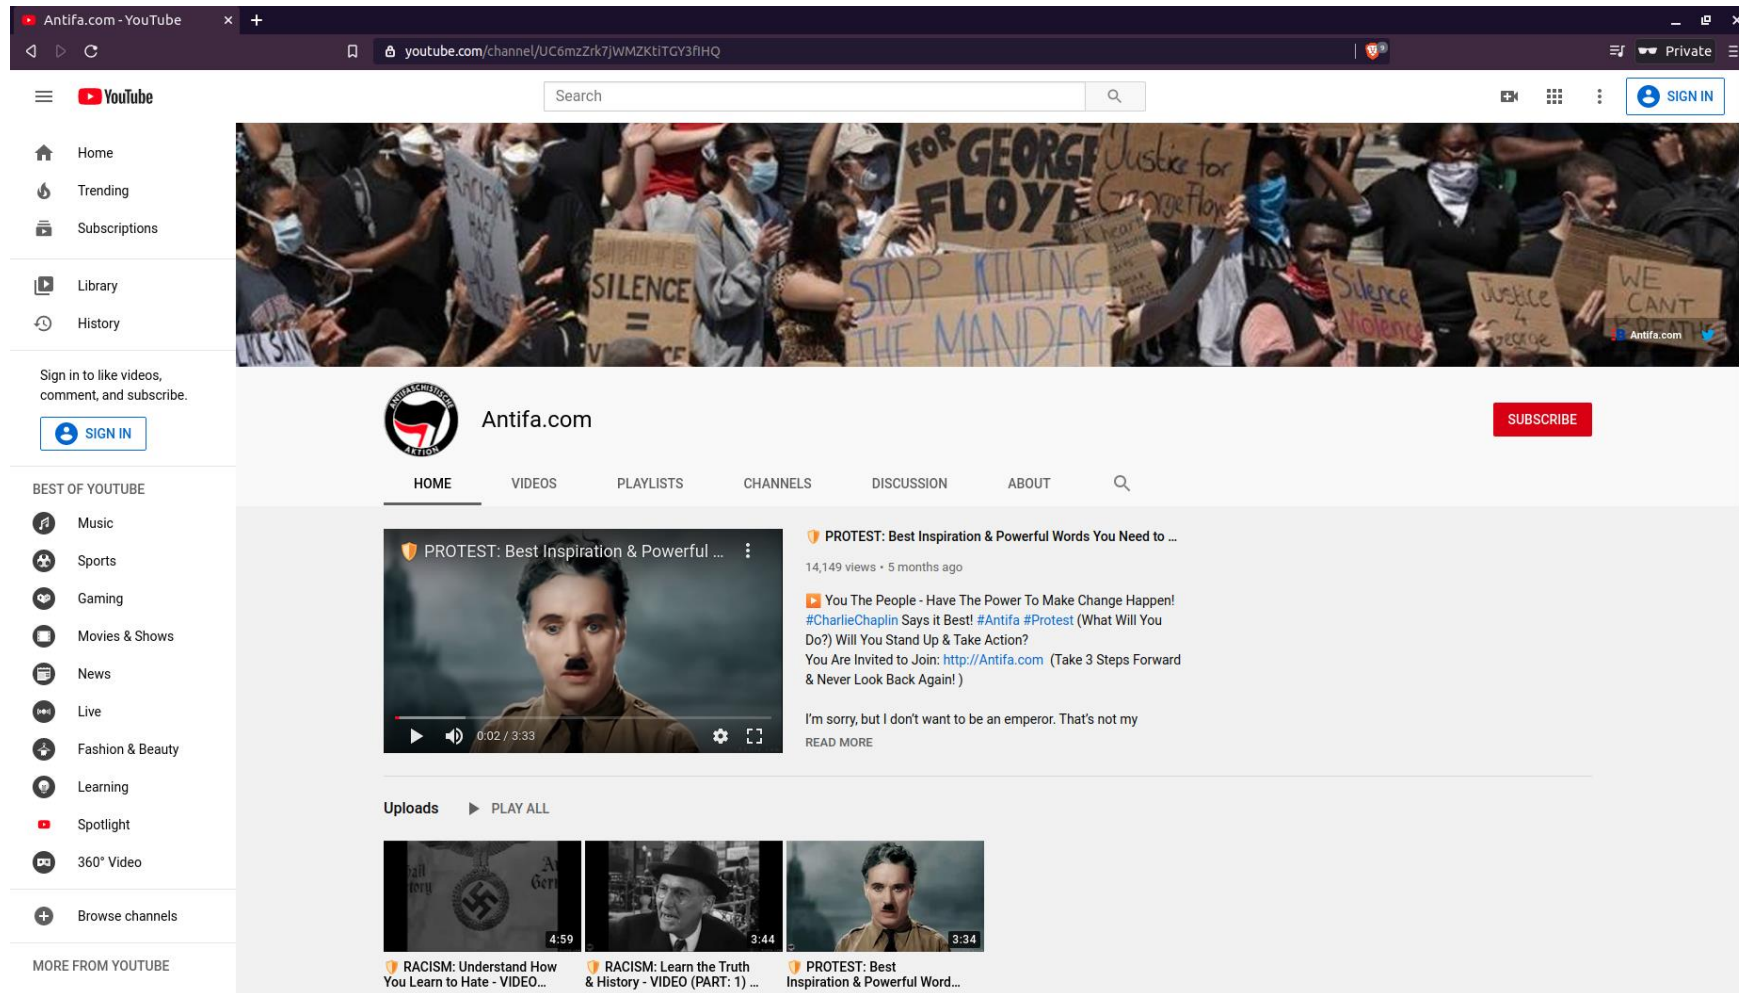 Antifa.com - YouTube
youtube.com/channel/UC6mzZrk7jWMZKtiTGY3fIHQ
9
Private
YouTube
Search
SIGN IN
Home
Trending
Subscriptions
Library
History
Sign in to like videos,
comment, and subscribe.
SIGN IN
BEST OF YOUTUBE
Music
Sports
Gaming
Movies & Shows
News
Live
Fashion & Beauty
Learning
Spotlight
360° Video
Browse channels
MORE FROM YOUTUBE
RACISM
HAS
NO
PLACE
SILENCE
=
FOR
GEORGE
FLOYD
Justice for
George Floyd
STOP KILLING
THE MANDEM
Silence
=
Violence
Justice
4
George
WE
CAN'T
Antifa.com
ANTIFASCHISTISCHE
AKTION
Antifa.com
SUBSCRIBE
HOME
VIDEOS
PLAYLISTS
CHANNELS
DISCUSSION
ABOUT
PROTEST: Best Inspiration & Powerful ...
0:02 / 3:33
PROTEST: Best Inspiration & Powerful Words You Need to ...
14,149 views • 5 months ago
You The People - Have The Power To Make Change Happen!
#CharlieChaplin Says it Best! #Antifa #Protest (What Will You
Do?) Will You Stand Up & Take Action?
You Are Invited to Join: http://Antifa.com (Take 3 Steps Forward
& Never Look Back Again! )
I'm sorry, but I don't want to be an emperor. That's not my
READ MORE
Uploads
PLAY ALL
4:59
RACISM: Understand How
You Learn to Hate - VIDEO...
3:44
RACISM: Learn the Truth
& History - VIDEO (PART: 1) ...
3:34
PROTEST: Best
Inspiration & Powerful Word...